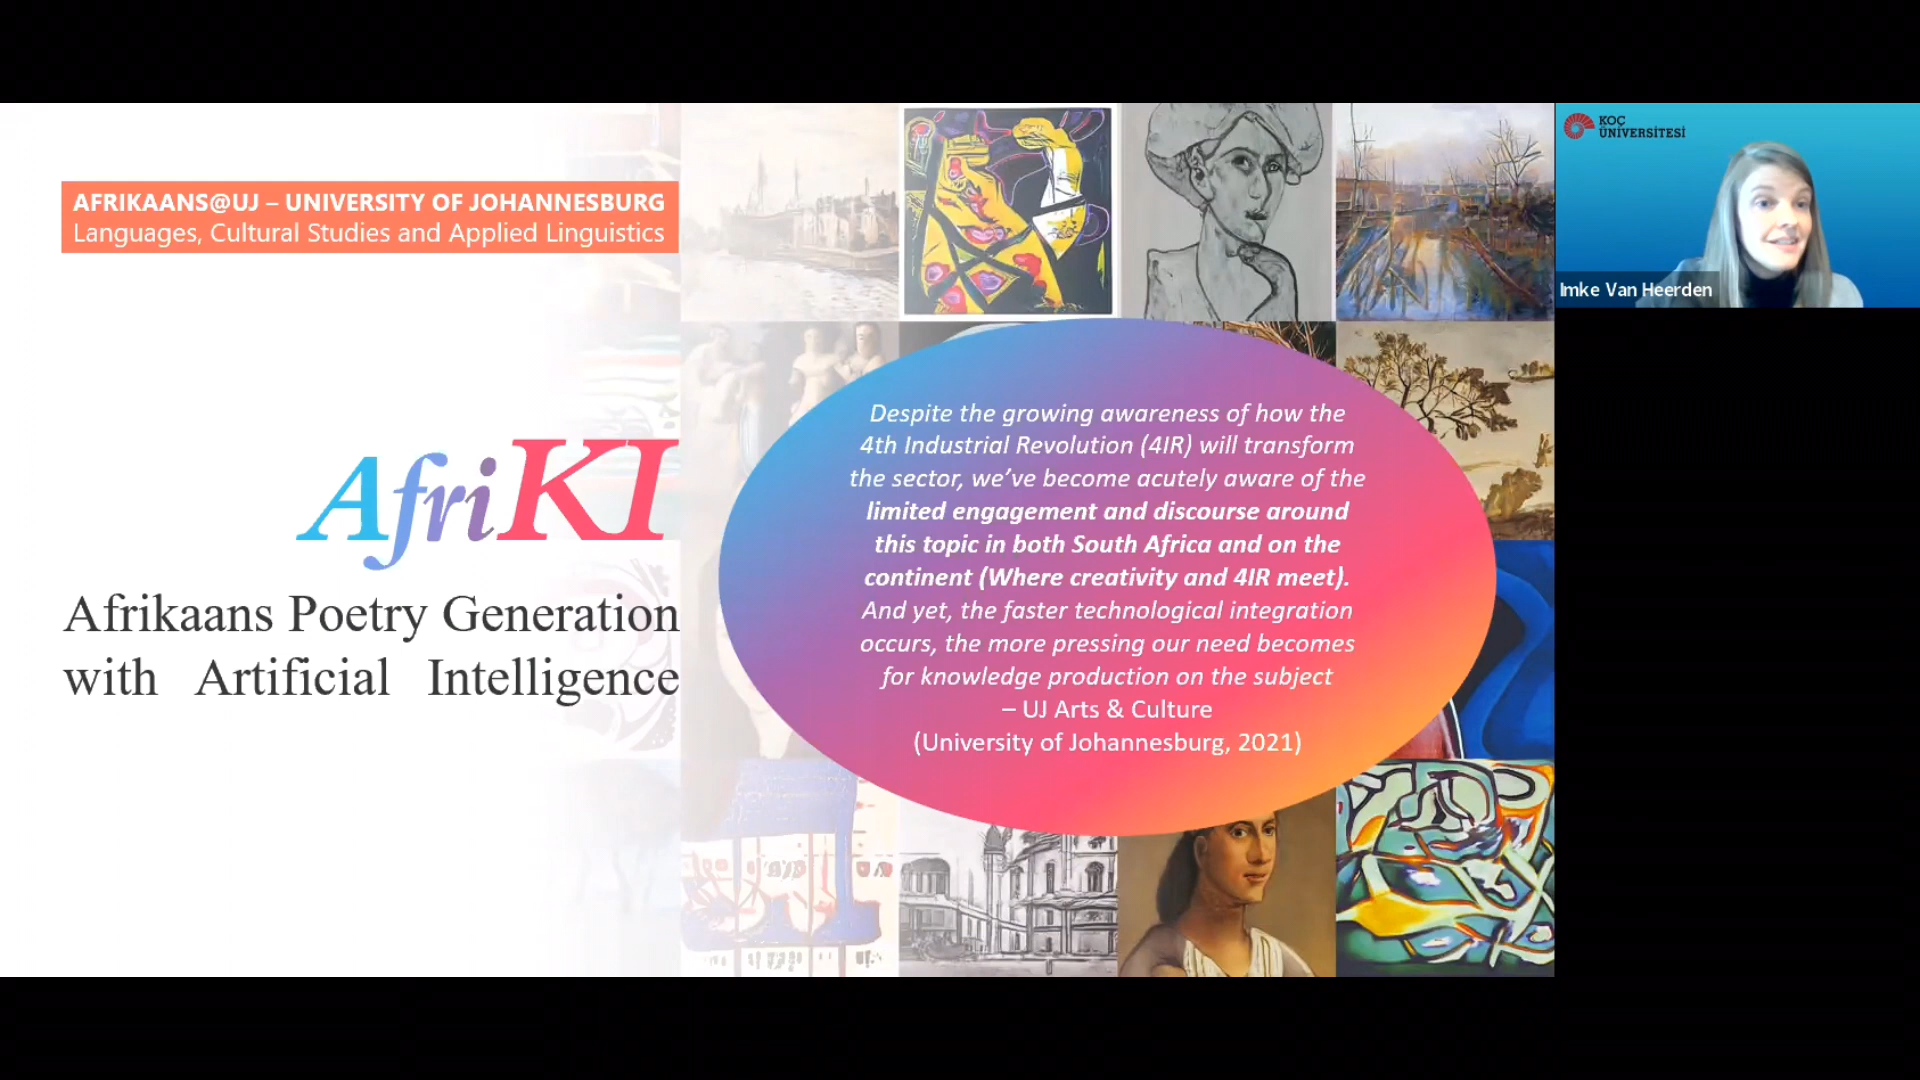 AFRIKAANS@UJ – UNIVERSITY OF JOHANNESBURG
Languages, Cultural Studies and Applied Linguistics
AfriKI
Afrikaans Poetry Generation
with Artificial Intelligence
Despite the growing awareness of how the
4th Industrial Revolution (4IR) will transform
the sector, we’ve become acutely aware of the
limited engagement and discourse around
this topic in both South Africa and on the
continent (Where creativity and 4IR meet).
And yet, the faster technological integration
occurs, the more pressing our need becomes
for knowledge production on the subject
– UJ Arts & Culture
(University of Johannesburg, 2021)
KOÇ
ÜNİVERSİTESİ
Imke Van Heerden